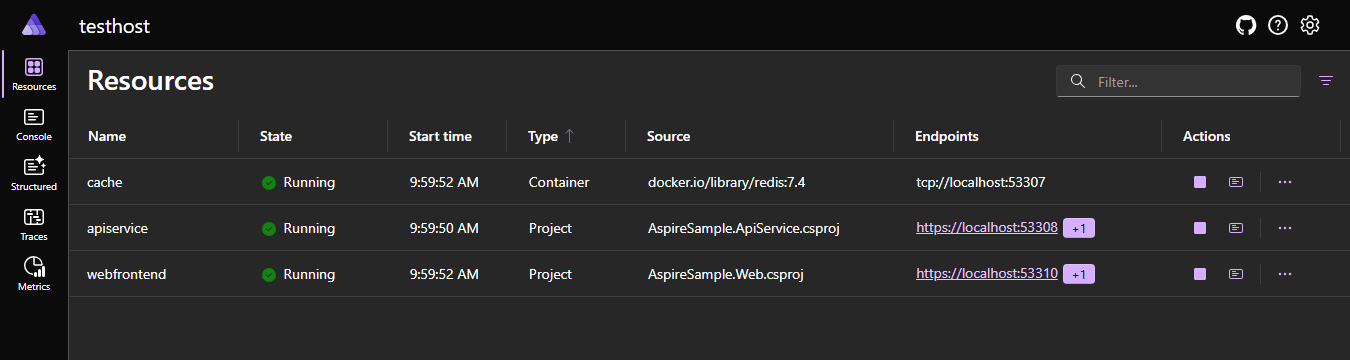 testhost
Resources
Filter...
Resources
Console
Structured
Traces
Metrics
Name State Start time Type Source Endpoints Actions
cache Running 9:59:52 AM Container docker.io/library/redis:7.4 tcp://localhost:53307
apiservice Running 9:59:50 AM Project AspireSample.ApiService.csproj https://localhost:53308 +1
webfrontend Running 9:59:52 AM Project AspireSample.Web.csproj https://localhost:53310 +1